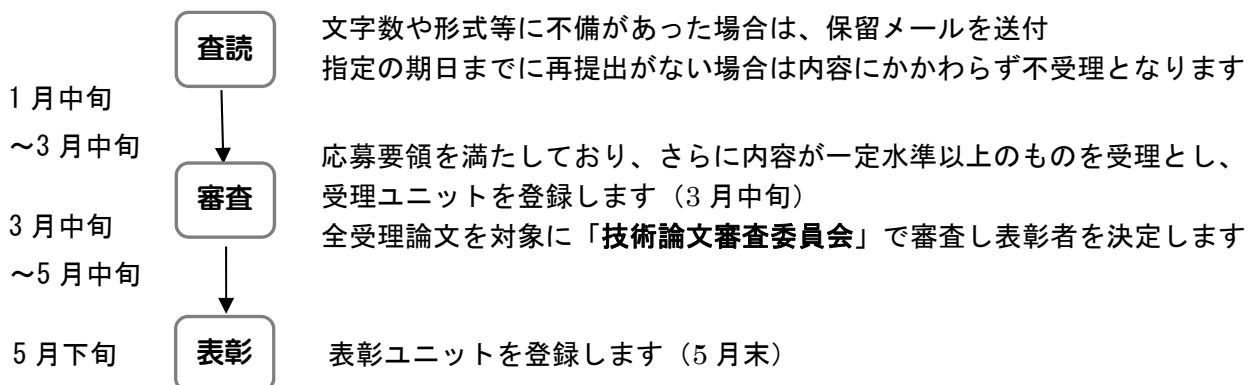 査読
文字数や形式等に不備があった場合は、保留メールを送付
指定の期日までに再提出がない場合は内容にかかわらず不受理となります
1月中旬
～3月中旬
審査
応募要領を満たしており、さらに内容が一定水準以上のものを受理とし、
受理ユニットを登録します（3月中旬）
全受理論文を対象に「技術論文審査委員会」で審査し表彰者を決定します
3月中旬
～5月中旬
5月下旬
表彰
表彰ユニットを登録します（5月末）